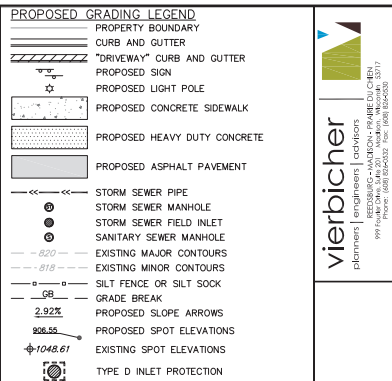 PROPOSED GRADING LEGEND
PROPERTY BOUNDARY
CURB AND GUTTER
"DRIVEWAY" CURB AND GUTTER
PROPOSED SIGN
PROPOSED LIGHT POLE
PROPOSED CONCRETE SIDEWALK
PROPOSED HEAVY DUTY CONCRETE
PROPOSED ASPHALT PAVEMENT
STORM SEWER PIPE
ST STORM SEWER MANHOLE
STORM SEWER FIELD INLET
S SANITARY SEWER MANHOLE
820 EXISTING MAJOR CONTOURS
818 EXISTING MINOR CONTOURS
SILT FENCE OR SILT SOCK
GB GRADE BREAK
2.92% PROPOSED SLOPE ARROWS
906.55 PROPOSED SPOT ELEVATIONS
1048.61 EXISTING SPOT ELEVATIONS
TYPE D INLET PROTECTION
vierbicher
planners | engineers | advisors
REEDSBURG - MADISON - PRAIRIE DU CHIEN
999 Fourier Drive, Suite 201 Madison, Wisconsin 53717
Phone: (608) 826-0532 Fax: (608) 826-0530